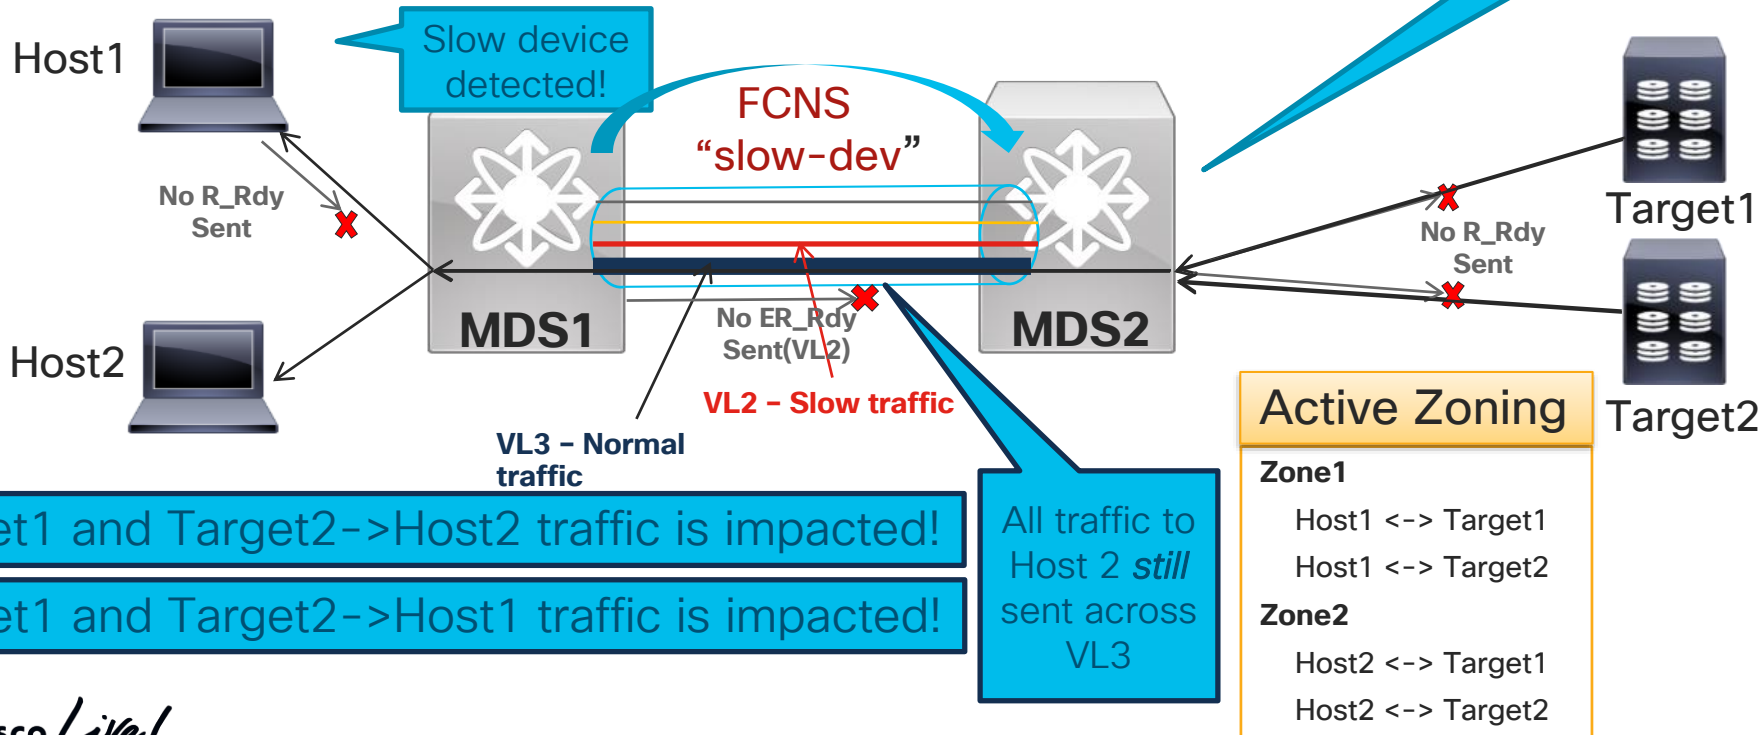 Host1
Slow device
detected!
FCNS
“slow-dev”
No R_Rdy
Sent
Target1
No R_Rdy
Sent
MDS1
MDS2
No ER_Rdy
Sent(VL2)
Host2
VL2 – Slow traffic
VL3 – Normal
traffic
Target2
Active Zoning
Zone1
Host1 <-> Target1
Host1 <-> Target2
Zone2
Host2 <-> Target1
Host2 <-> Target2
All traffic to
Host 2 still
sent across
VL3
et1 and Target2->Host2 traffic is impacted!
et1 and Target2->Host1 traffic is impacted!
Live!